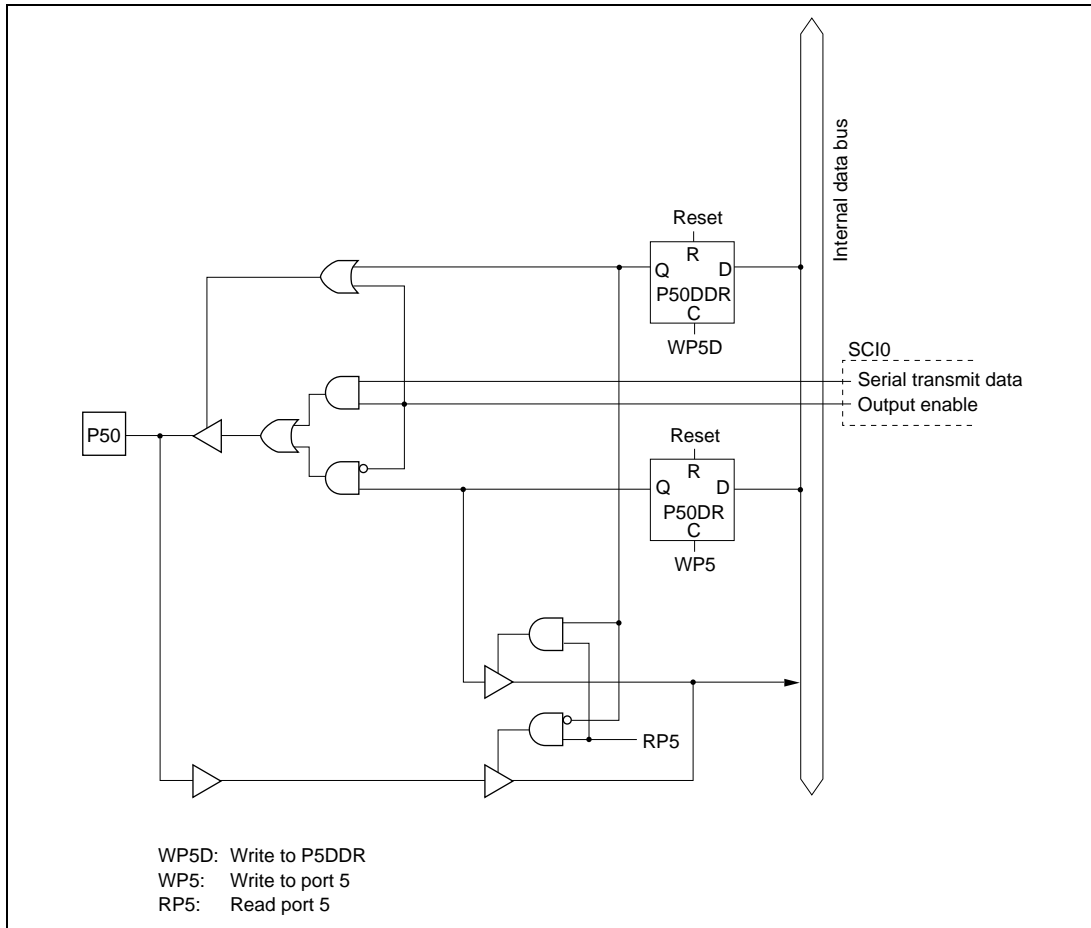 Internal data bus
Reset
R
Q D
P50DDR
C
WP5D
SCI0
Serial transmit data
Output enable
P50
Reset
R
Q D
P50DR
C
WP5
RP5
WP5D: Write to P5DDR
WP5: Write to port 5
RP5: Read port 5